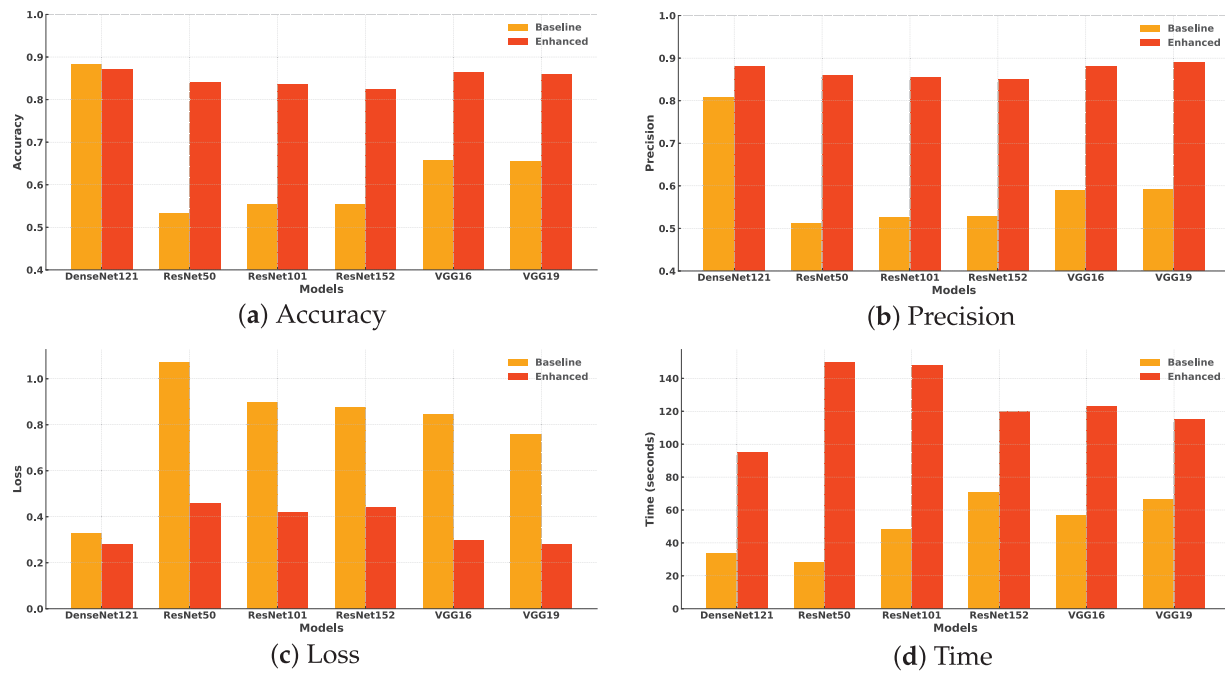 1.0
0.9
0.8
0.7
0.6
0.5
0.4
Accuracy
Baseline
Enhanced
DenseNet121 ResNet50 ResNet101 ResNet152 VGG16 VGG19
Models
(a) Accuracy
1.0
0.9
0.8
0.7
0.6
0.5
0.4
Precision
Baseline
Enhanced
DenseNet121 ResNet50 ResNet101 ResNet152 VGG16 VGG19
Models
(b) Precision
1.0
0.8
0.6
0.4
0.2
0.0
Loss
Baseline
Enhanced
DenseNet121 ResNet50 ResNet101 ResNet152 VGG16 VGG19
Models
(c) Loss
140
120
100
80
60
40
20
0
Time (seconds)
Baseline
Enhanced
DenseNet121 ResNet50 ResNet101 ResNet152 VGG16 VGG19
Models
(d) Time